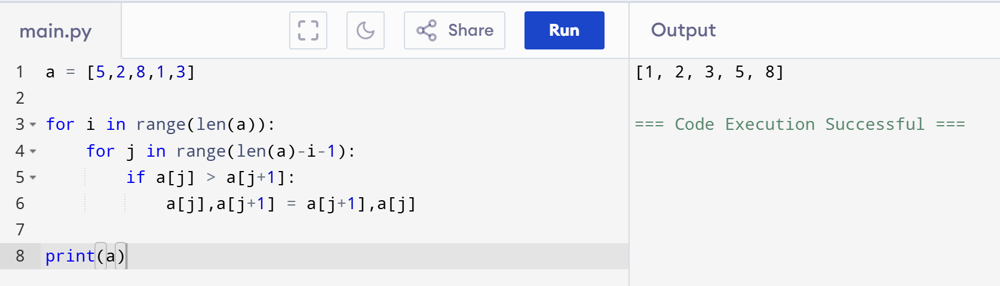 main.py Share Run Output
1 a = [5,2,8,1,3]
2
3 for i in range(len(a)):
4     for j in range(len(a)-i-1):
5         if a[j] > a[j+1]:
6             a[j],a[j+1] = a[j+1],a[j]
7
8 print(a)
[1, 2, 3, 5, 8]
=== Code Execution Successful ===